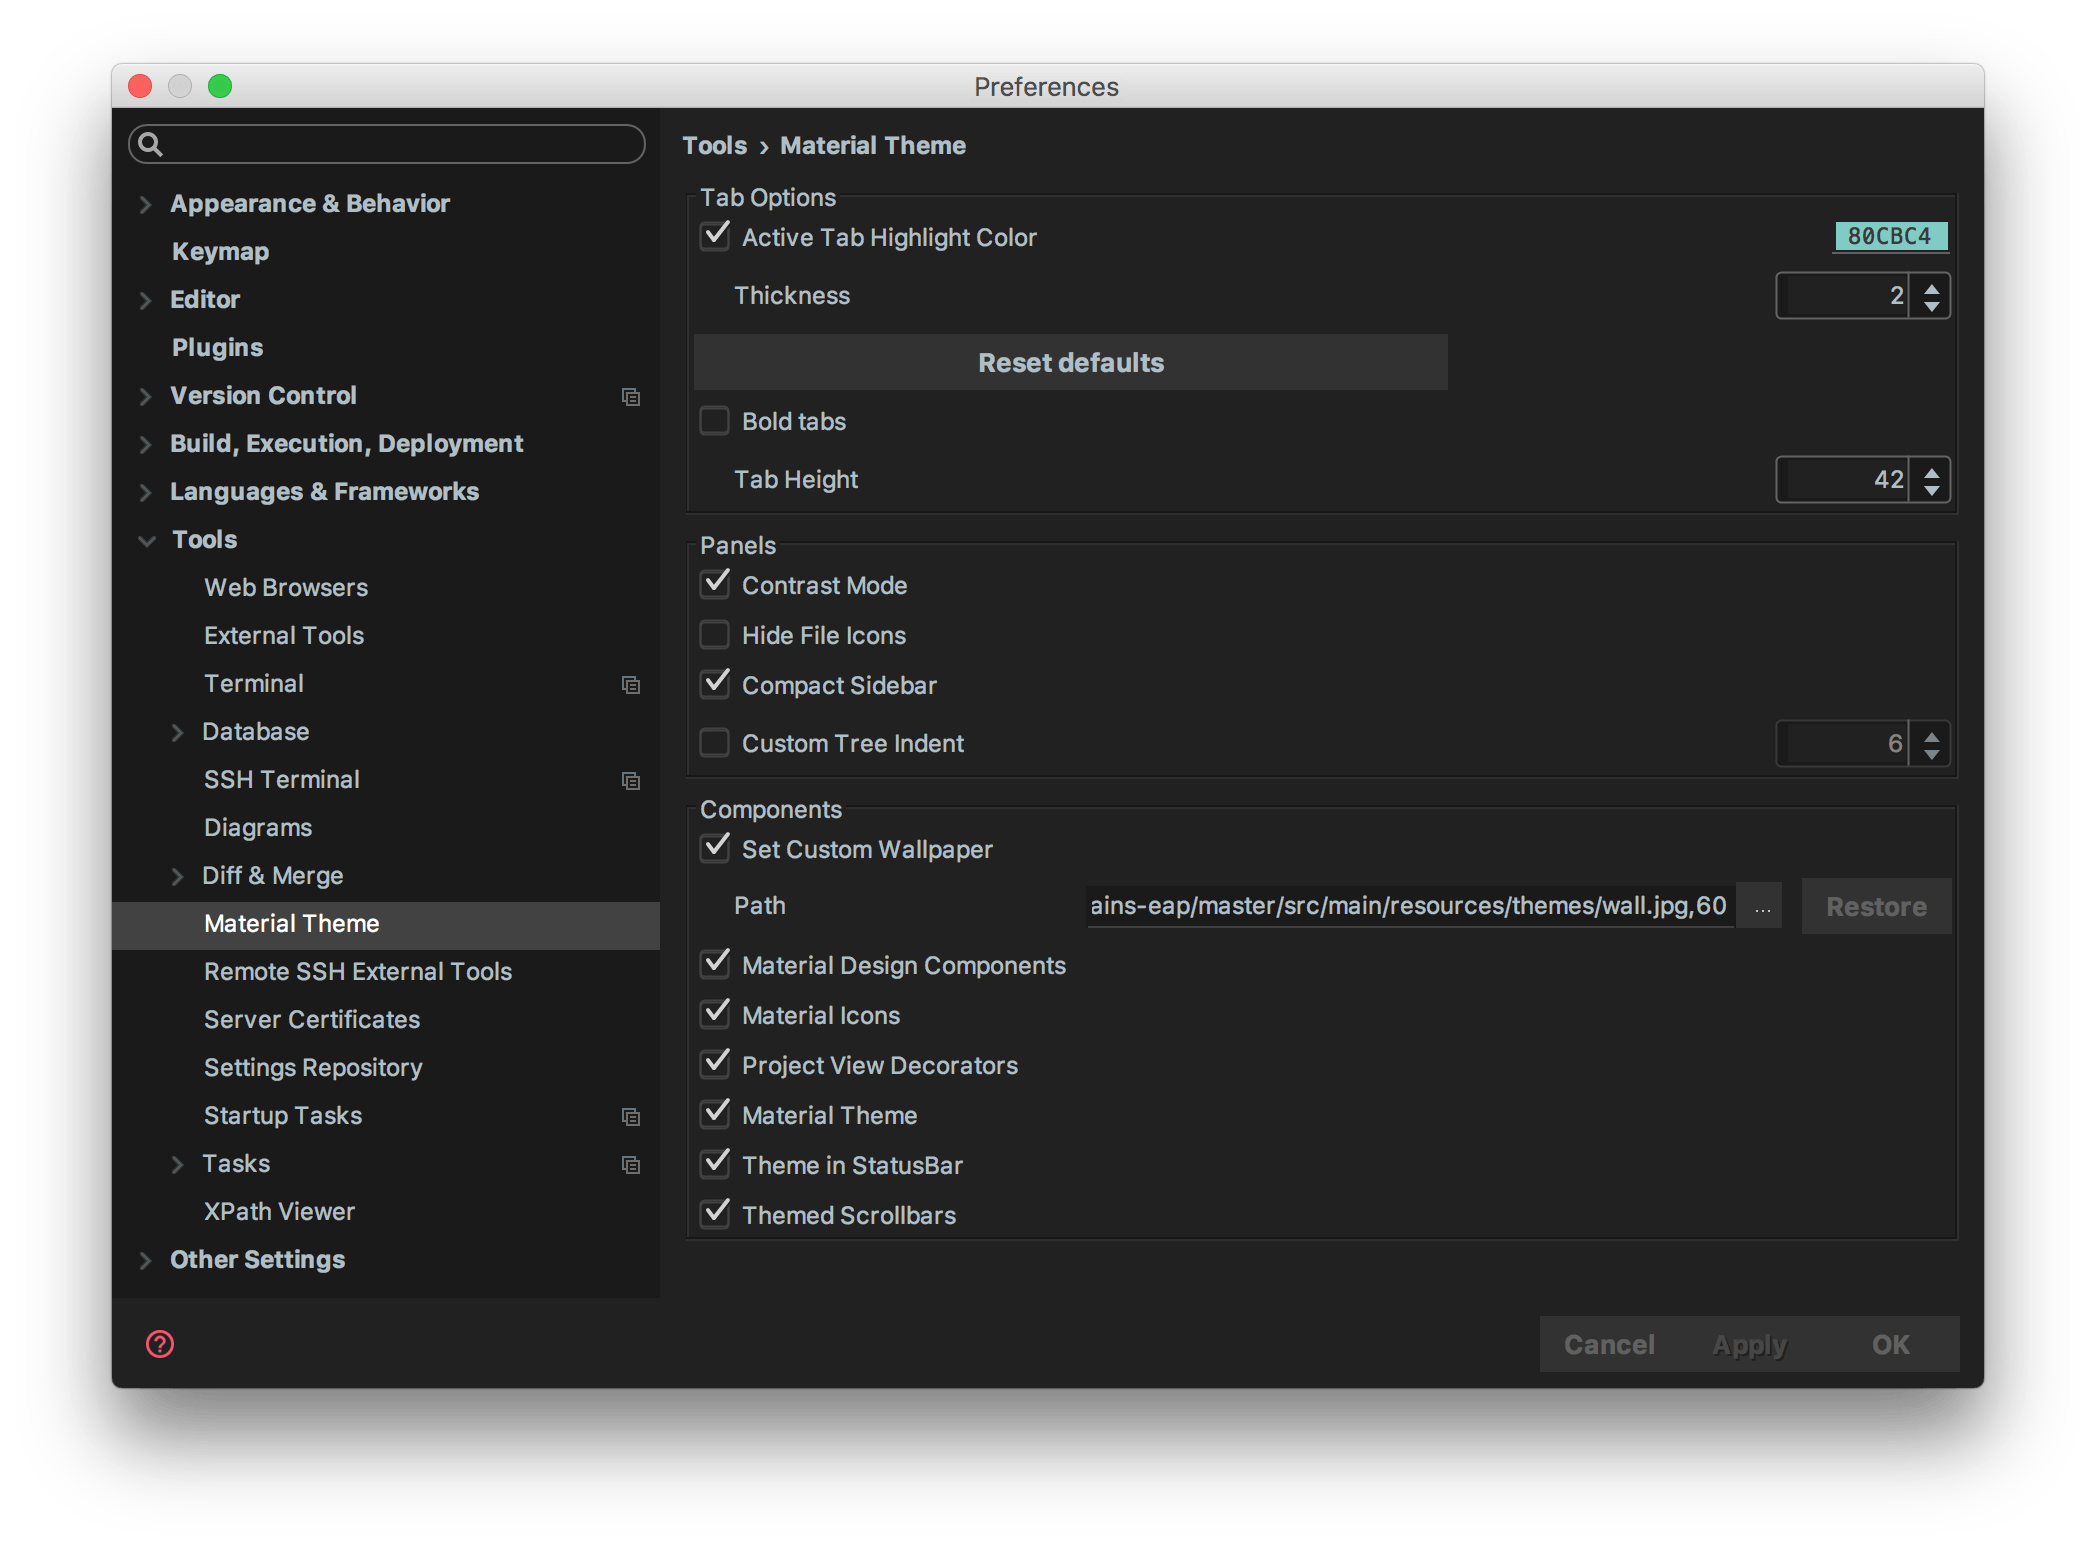 Preferences
Appearance & Behavior
Keymap
Editor
Plugins
Version Control
Build, Execution, Deployment
Languages & Frameworks
Tools
Web Browsers
External Tools
Terminal
Database
SSH Terminal
Diagrams
Diff & Merge
Material Theme
Remote SSH External Tools
Server Certificates
Settings Repository
Startup Tasks
Tasks
XPath Viewer
Other Settings
Tools › Material Theme
Tab Options
Active Tab Highlight Color 80CBC4
Thickness 2
Reset defaults
Bold tabs
Tab Height 42
Panels
Contrast Mode
Hide File Icons
Compact Sidebar
Custom Tree Indent 6
Components
Set Custom Wallpaper
Path ains-eap/master/src/main/resources/themes/wall.jpg,60 ... Restore
Material Design Components
Material Icons
Project View Decorators
Material Theme
Theme in StatusBar
Themed Scrollbars
? Cancel Apply OK